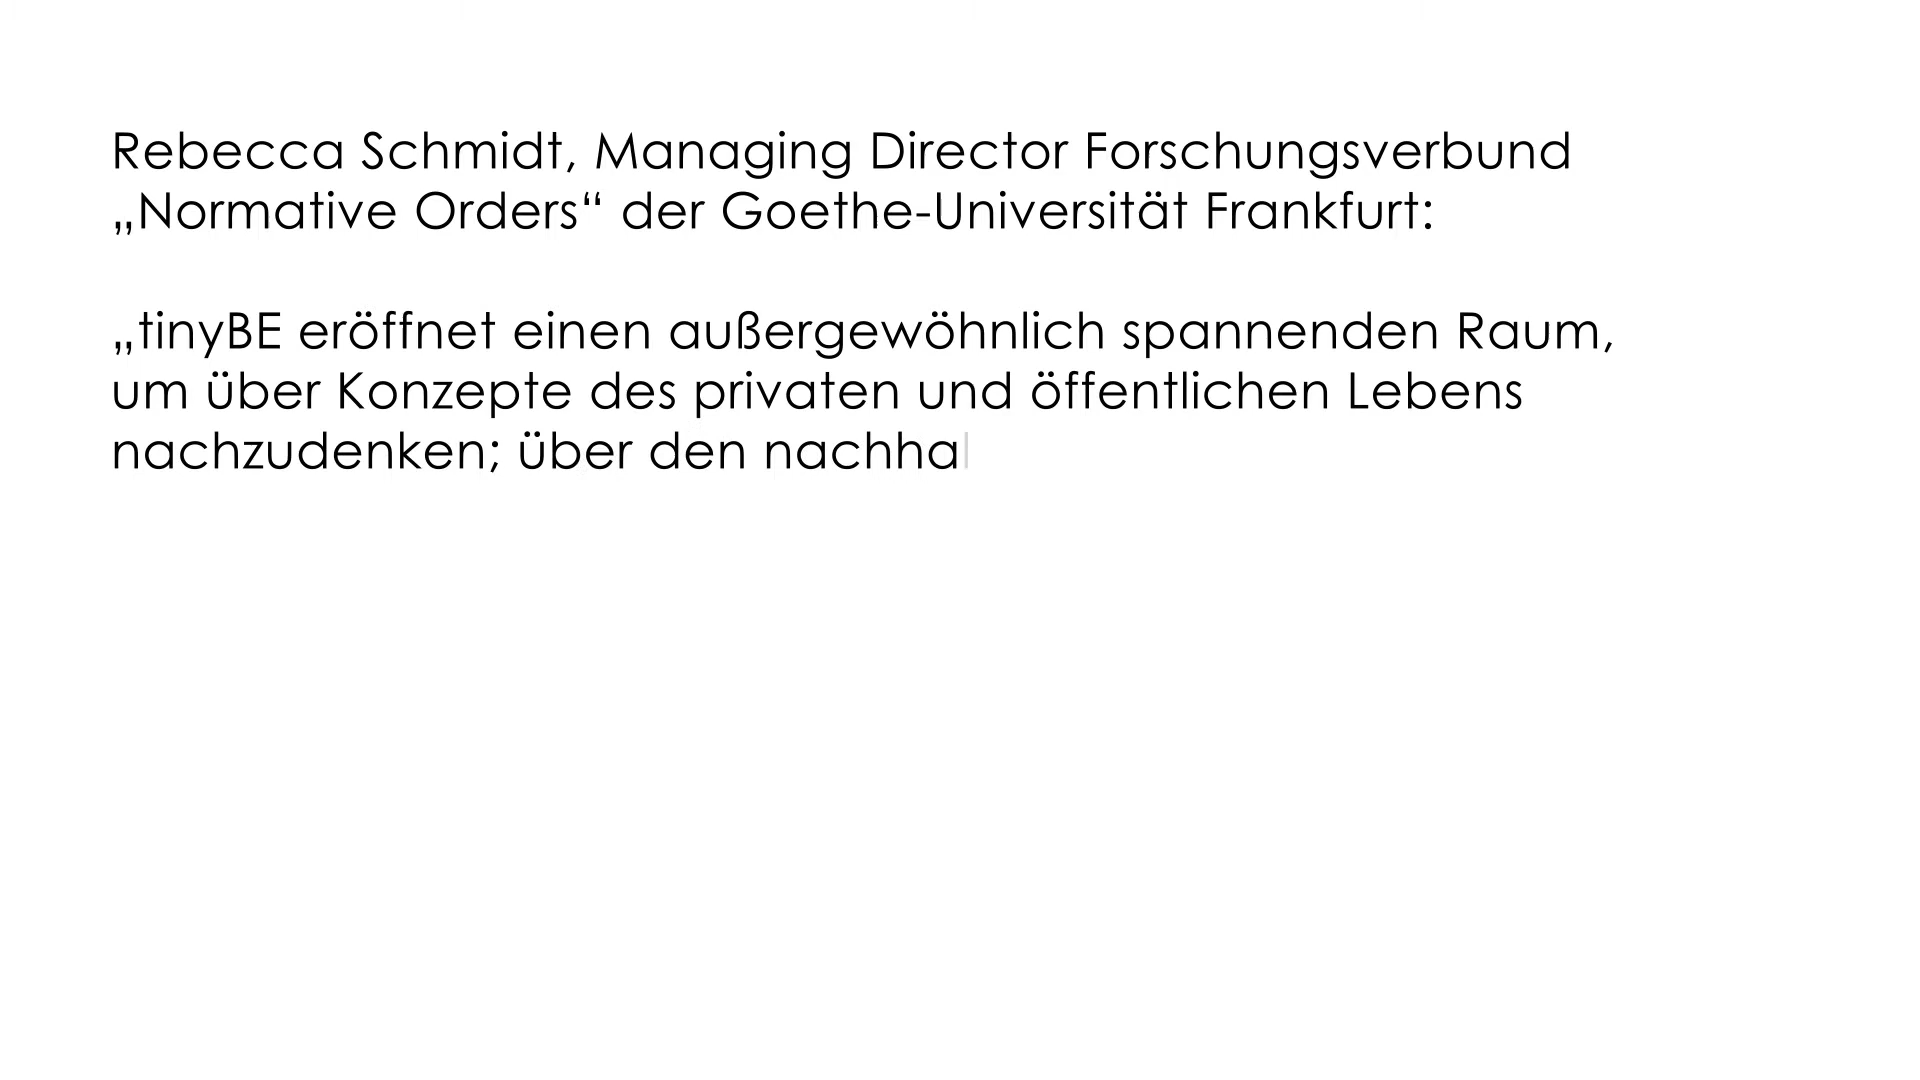 Rebecca Schmidt, Managing Director Forschungsverbund
„Normative Orders“ der Goethe-Universität Frankfurt:
„tinyBE eröffnet einen außergewöhnlich spannenden Raum,
um über Konzepte des privaten und öffentlichen Lebens
nachzudenken; über den nachhal